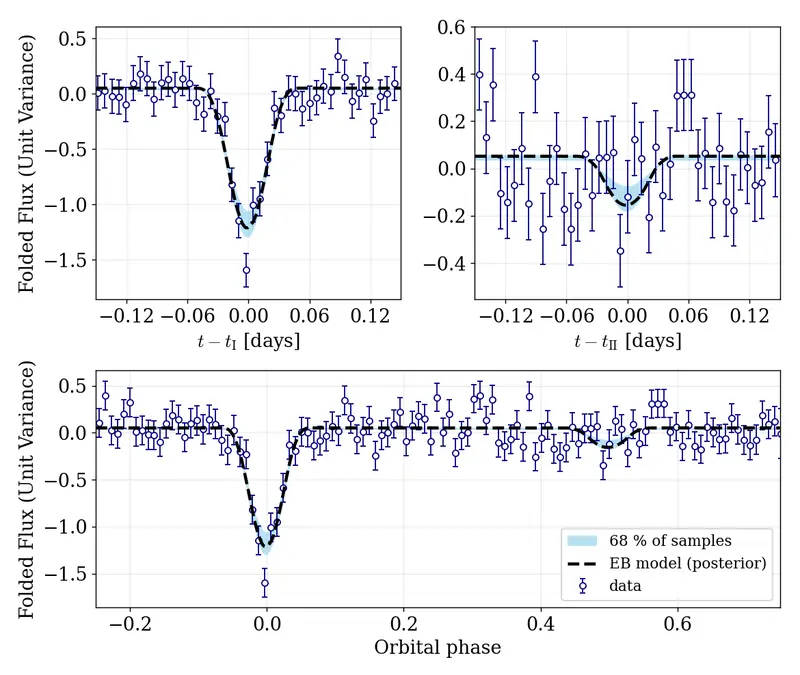 Folded Flux (Unit Variance)
0.5
0.0
−0.5
−1.0
−1.5
−0.12 −0.06 0.00 0.06 0.12
t − tI [days]
0.6
0.4
0.2
0.0
−0.2
−0.4
−0.12 −0.06 0.00 0.06 0.12
t − tII [days]
Folded Flux (Unit Variance)
0.5
0.0
−0.5
−1.0
−1.5
68 % of samples
EB model (posterior)
data
−0.2 0.0 0.2 0.4 0.6
Orbital phase